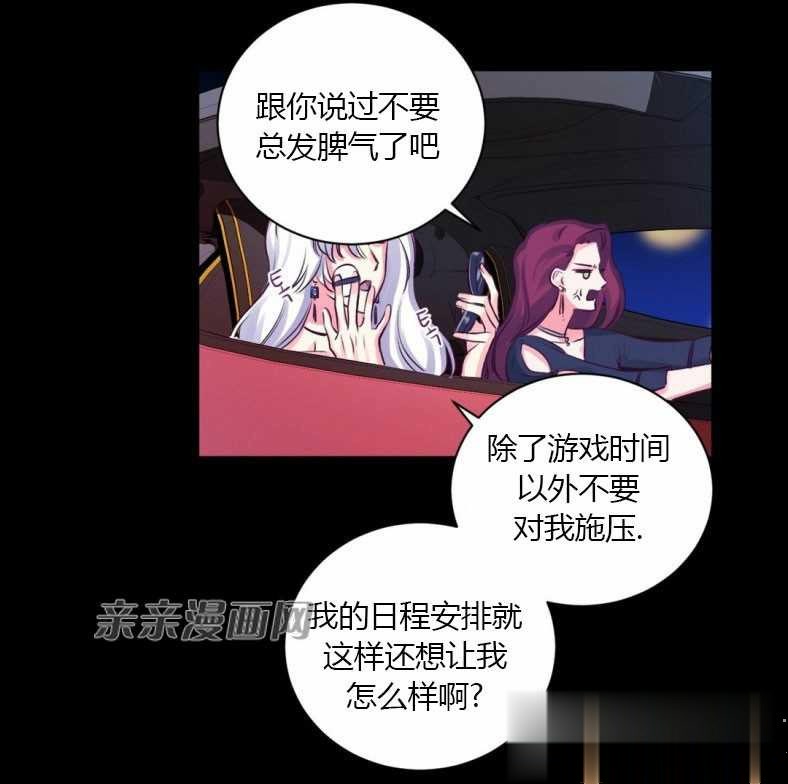 跟你说过不要
总发脾气了吧
툭
툭
除了游戏时间
以外不要
对我施压.
亲亲漫画网
我的日程安排就
这样还想让我
怎么样啊?